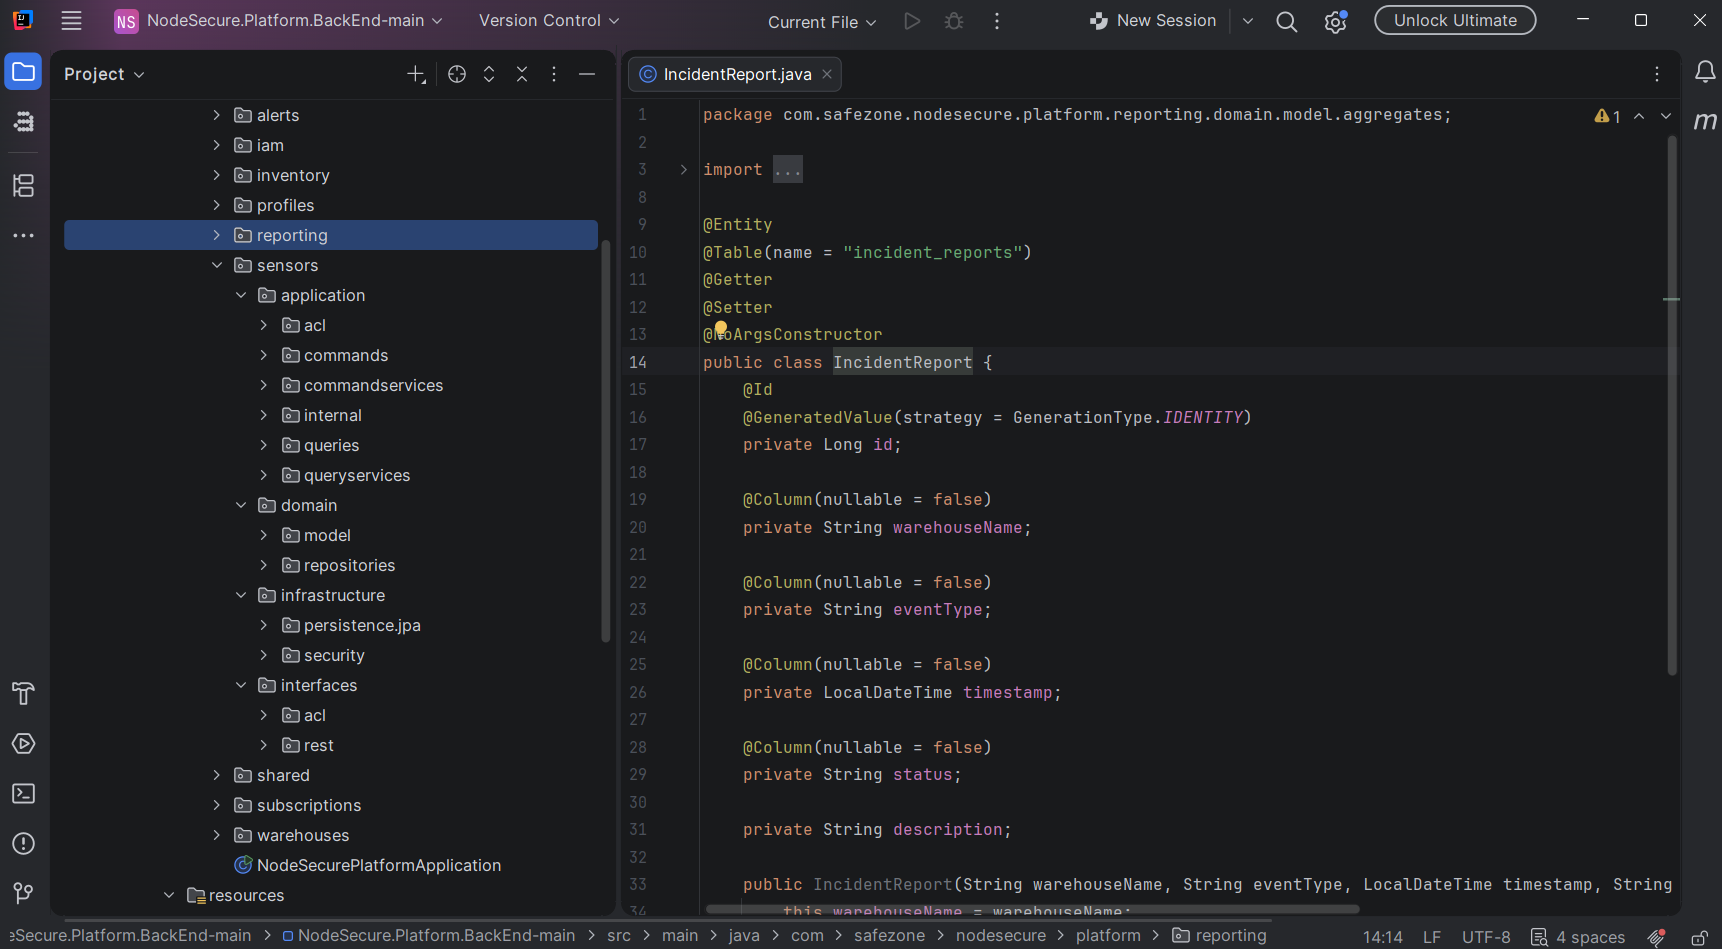 NS NodeSecure.Platform.BackEnd-main Version Control Current File New Session Unlock Ultimate
Project
alerts
iam
inventory
profiles
reporting
sensors
application
acl
commands
commandservices
internal
queries
queryservices
domain
model
repositories
infrastructure
persistence.jpa
security
interfaces
acl
rest
shared
subscriptions
warehouses
NodeSecurePlatformApplication
resources
IncidentReport.java
1 package com.safezone.nodesecure.platform.reporting.domain.model.aggregates;
1
2
3 import ...
8
9 @Entity
10 @Table(name = "incident_reports")
11 @Getter
12 @Setter
13 @NoArgsConstructor
14 public class IncidentReport {
15 @Id
16 @GeneratedValue(strategy = GenerationType.IDENTITY)
17 private Long id;
18
19 @Column(nullable = false)
20 private String warehouseName;
21
22 @Column(nullable = false)
23 private String eventType;
24
25 @Column(nullable = false)
26 private LocalDateTime timestamp;
27
28 @Column(nullable = false)
29 private String status;
30
31 private String description;
32
33 public IncidentReport(String warehouseName, String eventType, LocalDateTime timestamp, String
34 this.warehouseName = warehouseName;
m
eSecure.Platform.BackEnd-main > NodeSecure.Platform.BackEnd-main > src > main > java > com > safezone > nodesecure > platform > reporting 14:14 LF UTF-8 4 spaces